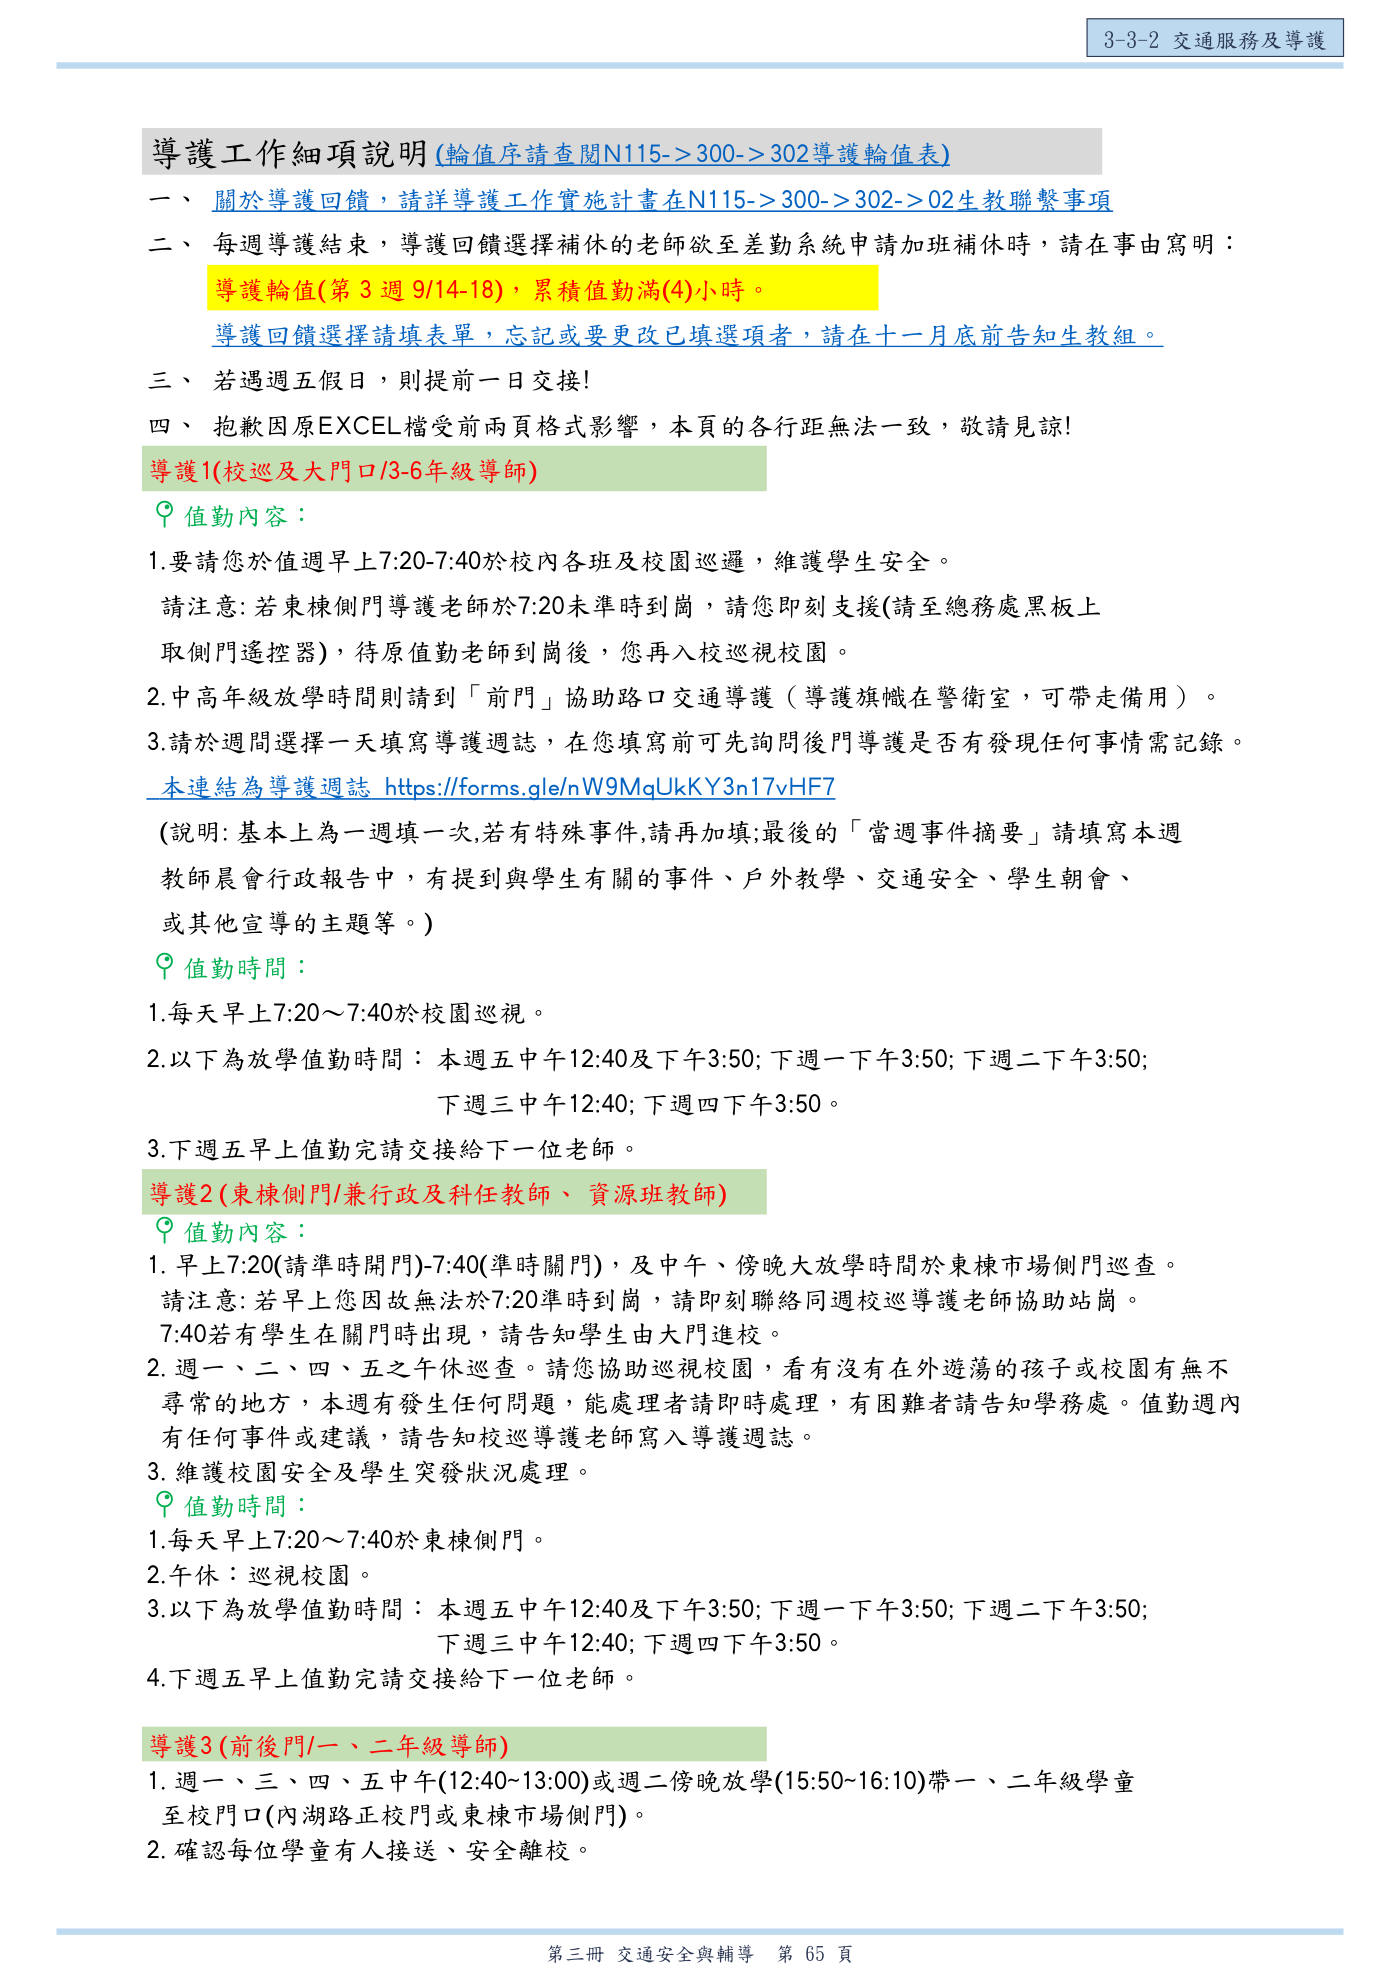 3-3-2 交通服務及導護
導護工作細項說明(輪值序請查閱N115->300->302導護輪值表)
一、 關於導護回饋，請詳導護工作實施計畫在N115->300->302->02生教聯繫事項
二、 每週導護結束，導護回饋選擇補休的老師欲至差勤系統申請加班補休時，請在事由寫明：
導護輪值(第 3 週 9/14-18)，累積值勤滿(4)小時。
導護回饋選擇請填表單，忘記或要更改已填選項者，請在十一月底前告知生教組。
三、 若遇週五假日，則提前一日交接!
四、 抱歉因原EXCEL檔受前兩頁格式影響，本頁的各行距無法一致，敬請見諒!
導護1(校巡及大門口/3-6年級導師)
值勤內容：
1.要請您於值週早上7:20-7:40於校內各班及校園巡邏，維護學生安全。
請注意: 若東棟側門導護老師於7:20未準時到崗，請您即刻支援(請至總務處黑板上
取側門遙控器)，待原值勤老師到崗後，您再入校巡視校園。
2.中高年級放學時間則請到「前門」協助路口交通導護（導護旗幟在警衛室，可帶走備用）。
3.請於週間選擇一天填寫導護週誌，在您填寫前可先詢問後門導護是否有發現任何事情需記錄。
本連結為導護週誌 https://forms.gle/nW9MqUkKY3n17vHF7
(說明: 基本上為一週填一次,若有特殊事件,請再加填;最後的「當週事件摘要」請填寫本週
教師晨會行政報告中，有提到與學生有關的事件、戶外教學、交通安全、學生朝會、
或其他宣導的主題等。)
值勤時間：
1.每天早上7:20～7:40於校園巡視。
2.以下為放學值勤時間： 本週五中午12:40及下午3:50; 下週一下午3:50; 下週二下午3:50;
下週三中午12:40; 下週四下午3:50。
3.下週五早上值勤完請交接給下一位老師。
導護2 (東棟側門/兼行政及科任教師、 資源班教師)
值勤內容：
1. 早上7:20(請準時開門)-7:40(準時關門)，及中午、傍晚大放學時間於東棟市場側門巡查。
請注意: 若早上您因故無法於7:20準時到崗，請即刻聯絡同週校巡導護老師協助站崗。
7:40若有學生在關門時出現，請告知學生由大門進校。
2. 週一、二、四、五之午休巡查。請您協助巡視校園，看有沒有在外遊蕩的孩子或校園有無不
尋常的地方，本週有發生任何問題，能處理者請即時處理，有困難者請告知學務處。值勤週內
有任何事件或建議，請告知校巡導護老師寫入導護週誌。
3. 維護校園安全及學生突發狀況處理。
值勤時間：
1.每天早上7:20～7:40於東棟側門。
2.午休：巡視校園。
3.以下為放學值勤時間： 本週五中午12:40及下午3:50; 下週一下午3:50; 下週二下午3:50;
下週三中午12:40; 下週四下午3:50。
4.下週五早上值勤完請交接給下一位老師。
導護3 (前後門/一、二年級導師)
1. 週一、三、四、五中午(12:40~13:00)或週二傍晚放學(15:50~16:10)帶一、二年級學童
至校門口(內湖路正校門或東棟市場側門)。
2. 確認每位學童有人接送、安全離校。
第三冊 交通安全與輔導 第 65 頁